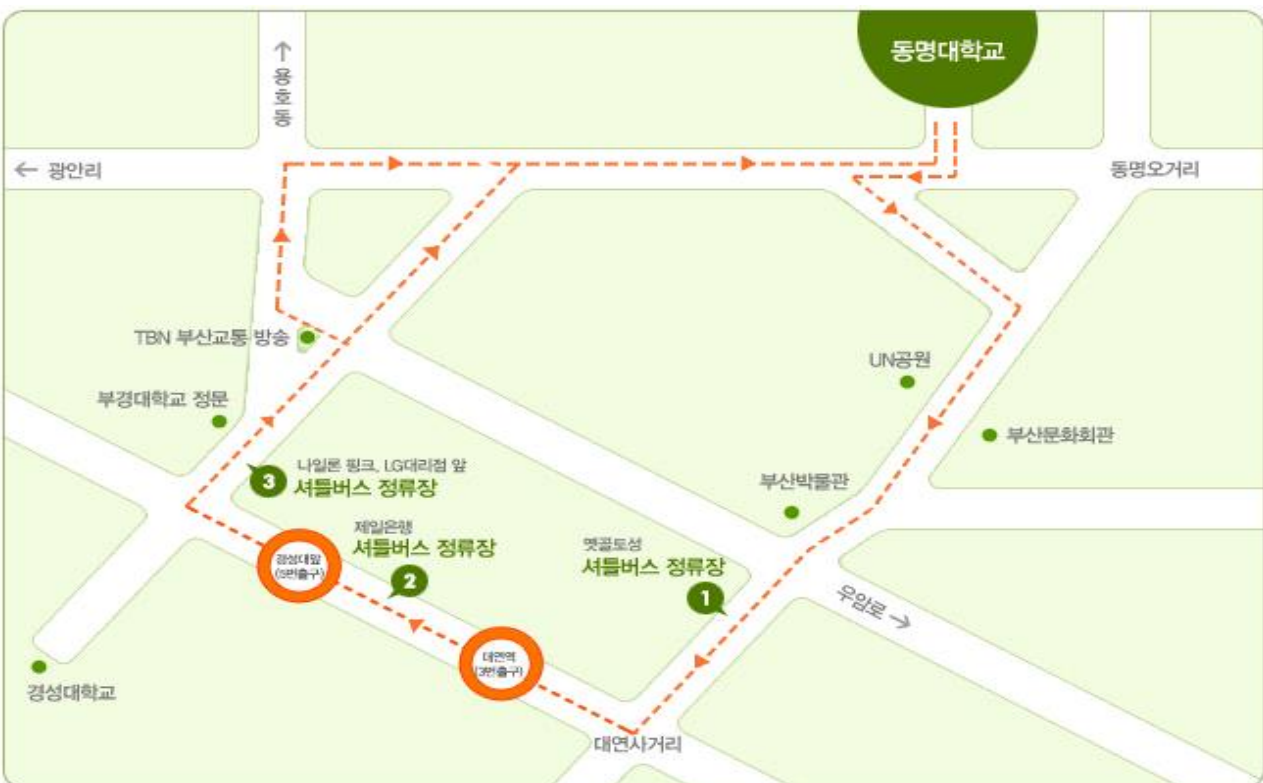 동명대학교
↑ 용호동
← 광안리
동명오거리
TBN 부산교통 방송
UN공원
부경대학교 정문
부산문화회관
3
나일론 핑크, LG대리점 앞
셔틀버스 정류장
부산박물관
제일은행
셔틀버스 정류장
2
옛골토성
셔틀버스 정류장
1
경성대앞
(5번출구)
우암로 →
대연역
(3번출구)
경성대학교
대연사거리